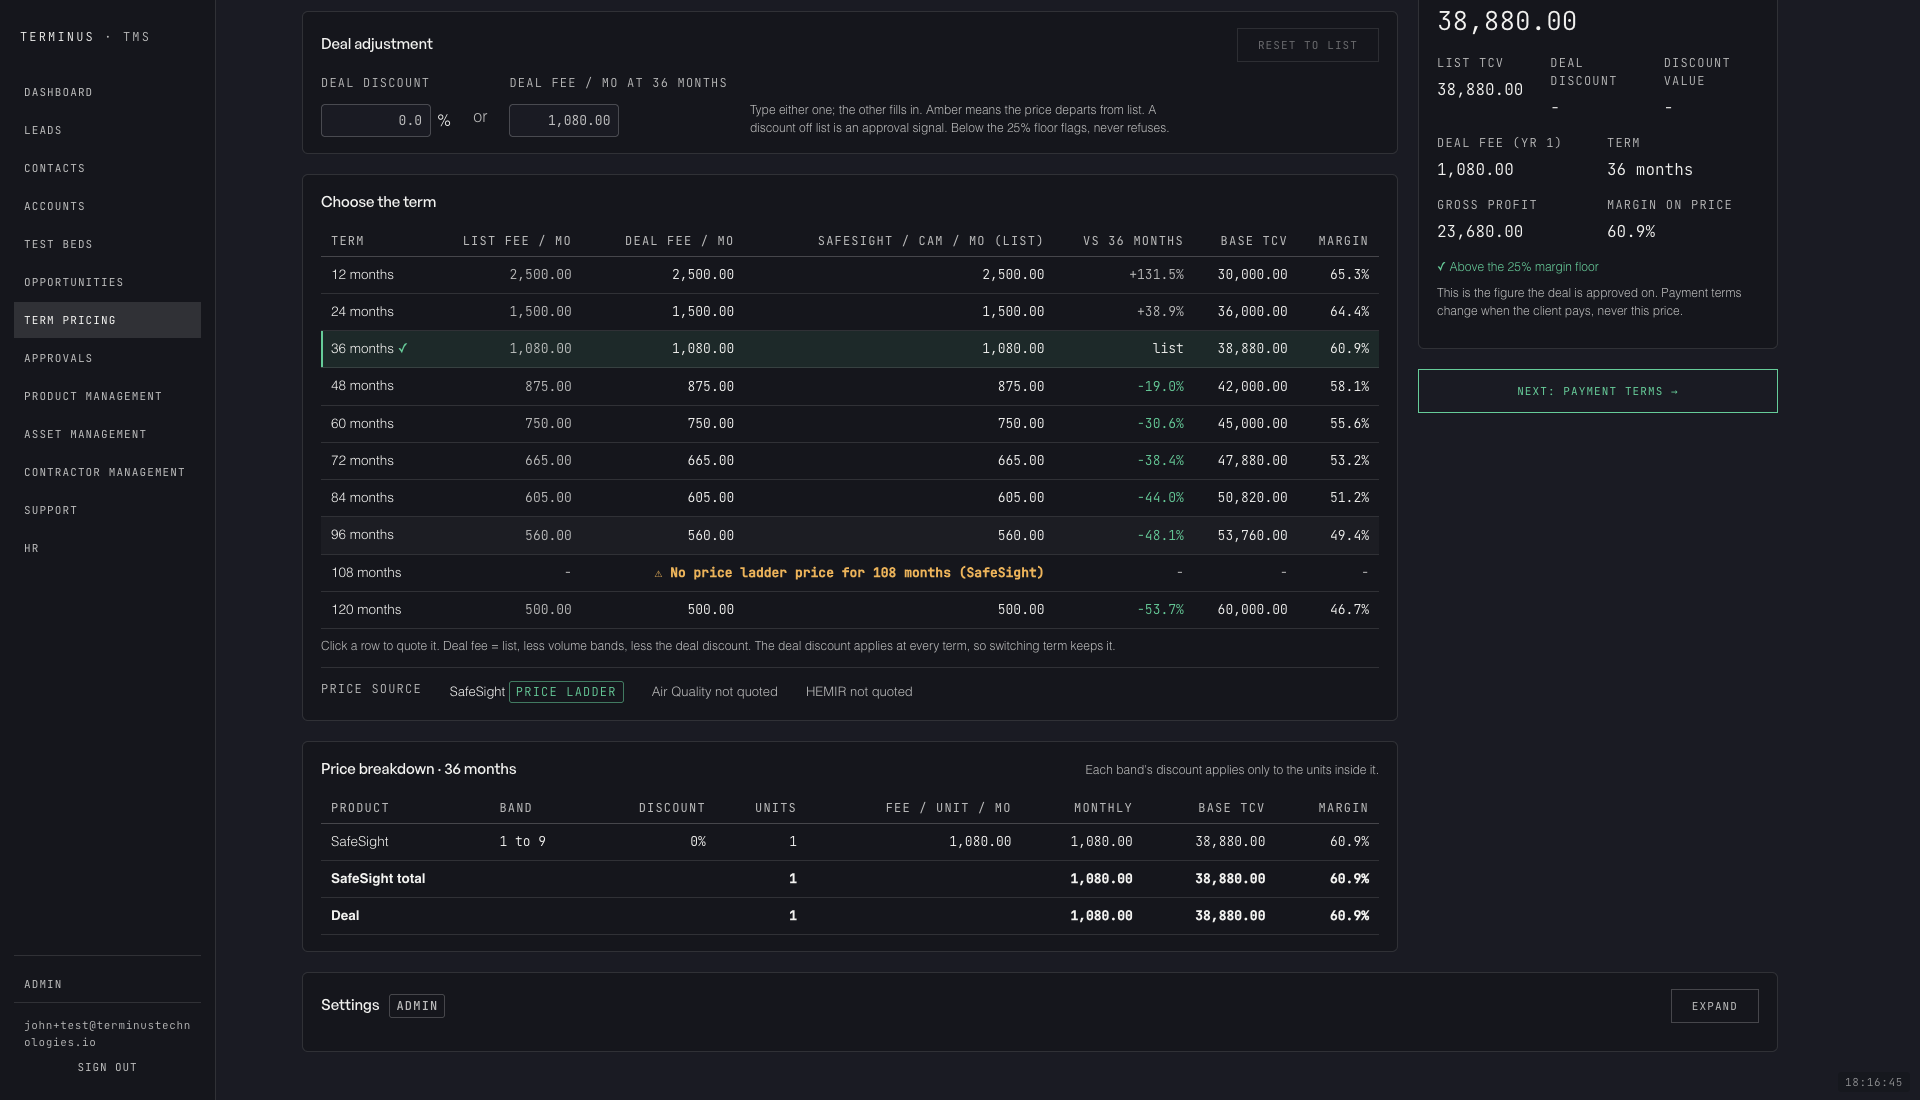 TERMINUS · TMS
DASHBOARD
LEADS
CONTACTS
ACCOUNTS
TEST BEDS
OPPORTUNITIES
TERM PRICING
APPROVALS
PRODUCT MANAGEMENT
ASSET MANAGEMENT
CONTRACTOR MANAGEMENT
SUPPORT
HR
ADMIN
john+test@terminustechn
ologies.io
SIGN OUT
Deal adjustment
RESET TO LIST
DEAL DISCOUNT
DEAL FEE / MO AT 36 MONTHS
0.0 % or 1,080.00
Type either one; the other fills in. Amber means the price departs from list. A
discount off list is an approval signal. Below the 25% floor flags, never refuses.
Choose the term
TERM LIST FEE / MO DEAL FEE / MO SAFESIGHT / CAM / MO (LIST) VS 36 MONTHS BASE TCV MARGIN
12 months 2,500.00 2,500.00 2,500.00 +131.5% 30,000.00 65.3%
24 months 1,500.00 1,500.00 1,500.00 +38.9% 36,000.00 64.4%
36 months ✓ 1,080.00 1,080.00 1,080.00 list 38,880.00 60.9%
48 months 875.00 875.00 875.00 -19.0% 42,000.00 58.1%
60 months 750.00 750.00 750.00 -30.6% 45,000.00 55.6%
72 months 665.00 665.00 665.00 -38.4% 47,880.00 53.2%
84 months 605.00 605.00 605.00 -44.0% 50,820.00 51.2%
96 months 560.00 560.00 560.00 -48.1% 53,760.00 49.4%
108 months - ⚠ No price ladder price for 108 months (SafeSight) - - -
120 months 500.00 500.00 500.00 -53.7% 60,000.00 46.7%
Click a row to quote it. Deal fee = list, less volume bands, less the deal discount. The deal discount applies at every term, so switching term keeps it.
PRICE SOURCE SafeSight PRICE LADDER Air Quality not quoted HEMIR not quoted
Price breakdown · 36 months
Each band's discount applies only to the units inside it.
PRODUCT BAND DISCOUNT UNITS FEE / UNIT / MO MONTHLY BASE TCV MARGIN
SafeSight 1 to 9 0% 1 1,080.00 1,080.00 38,880.00 60.9%
SafeSight total 1 1,080.00 38,880.00 60.9%
Deal 1 1,080.00 38,880.00 60.9%
Settings ADMIN
EXPAND
38,880.00
LIST TCV
38,880.00
DEAL
DISCOUNT
-
DISCOUNT
VALUE
-
DEAL FEE (YR 1)
1,080.00
TERM
36 months
GROSS PROFIT
23,680.00
MARGIN ON PRICE
60.9%
✓ Above the 25% margin floor
This is the figure the deal is approved on. Payment terms
change when the client pays, never this price.
NEXT: PAYMENT TERMS →
18:16:45